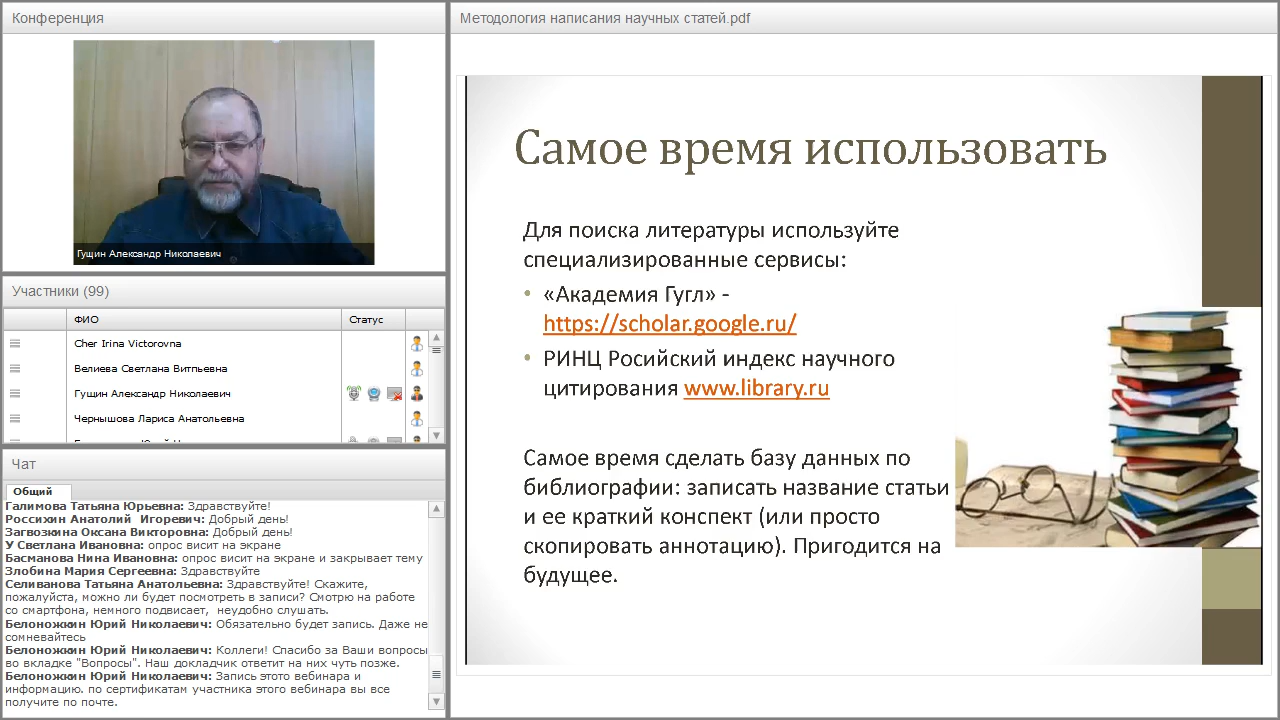 Конференция
Гущин Александр Николаевич
Участники (99)
ФИО
Статус
Cher Irina Victorovna
Велиева Светлана Витпьевна
Гущин Александр Николаевич
Чернышова Лариса Анатольевна
Чат
Общий
Галимова Татьяна Юрьевна: Здравствуйте!
Россихин Анатолий Игоревич: Добрый день!
Загвозкина Оксана Викторовна: Добрый день!
У Светлана Ивановна: опрос висит на экране
Басманова Нина Ивановна: опрос висит на экране и закрывает тему
Злобина Мария Сергеевна: Здравствуйте
Селиванова Татьяна Анатольевна: Здравствуйте! Скажите,
пожалуйста, можно ли будет посмотреть в записи? Смотрю на работе
со смартфона, немного подвисает, неудобно слушать.
Белоножкин Юрий Николаевич: Обязательно будет запись. Даже не
сомневайтесь
Белоножкин Юрий Николаевич: Коллеги! Спасибо за Ваши вопросы
во вкладке "Вопросы". Наш докладчик ответит на них чуть позже.
Белоножкин Юрий Николаевич: Запись этото вебинара и
информацию. по сертификатам участника этого вебинара вы все
получите по почте.
Методология написания научных статей.pdf
Самое время использовать
Для поиска литературы используйте
специализированные сервисы:
• «Академия Гугл» -
https://scholar.google.ru/
• РИНЦ Росийский индекс научного
цитирования www.library.ru
Самое время сделать базу данных по
библиографии: записать название статьи
и ее краткий конспект (или просто
скопировать аннотацию). Пригодится на
будущее.